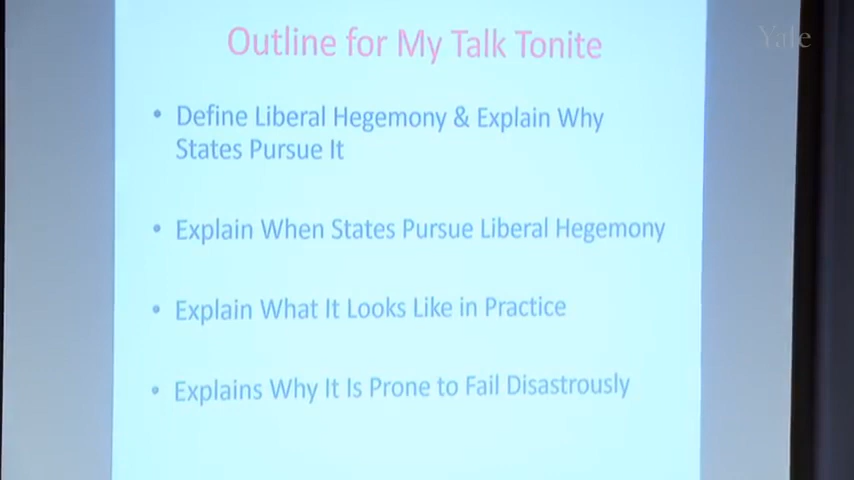 Yale
Outline for My Talk Tonite
• Define Liberal Hegemony & Explain Why
States Pursue It
• Explain When States Pursue Liberal Hegemony
• Explain What It Looks Like in Practice
• Explains Why It Is Prone to Fail Disastrously